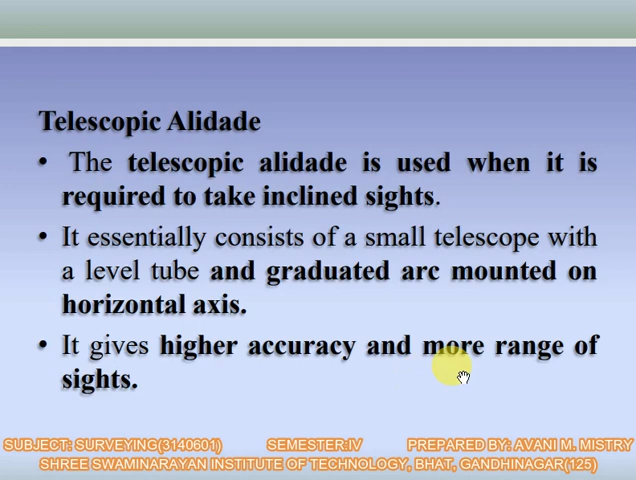 Telescopic Alidade
• The telescopic alidade is used when it is
required to take inclined sights.
• It essentially consists of a small telescope with
a level tube and graduated arc mounted on
horizontal axis.
• It gives higher accuracy and more range of
sights.
SUBJECT: SURVEYING(3140601) SEMESTER:IV PREPARED BY: AVANI M. MISTRY
SHREE SWAMINARAYAN INSTITUTE OF TECHNOLOGY, BHAT, GANDHINAGAR(125)